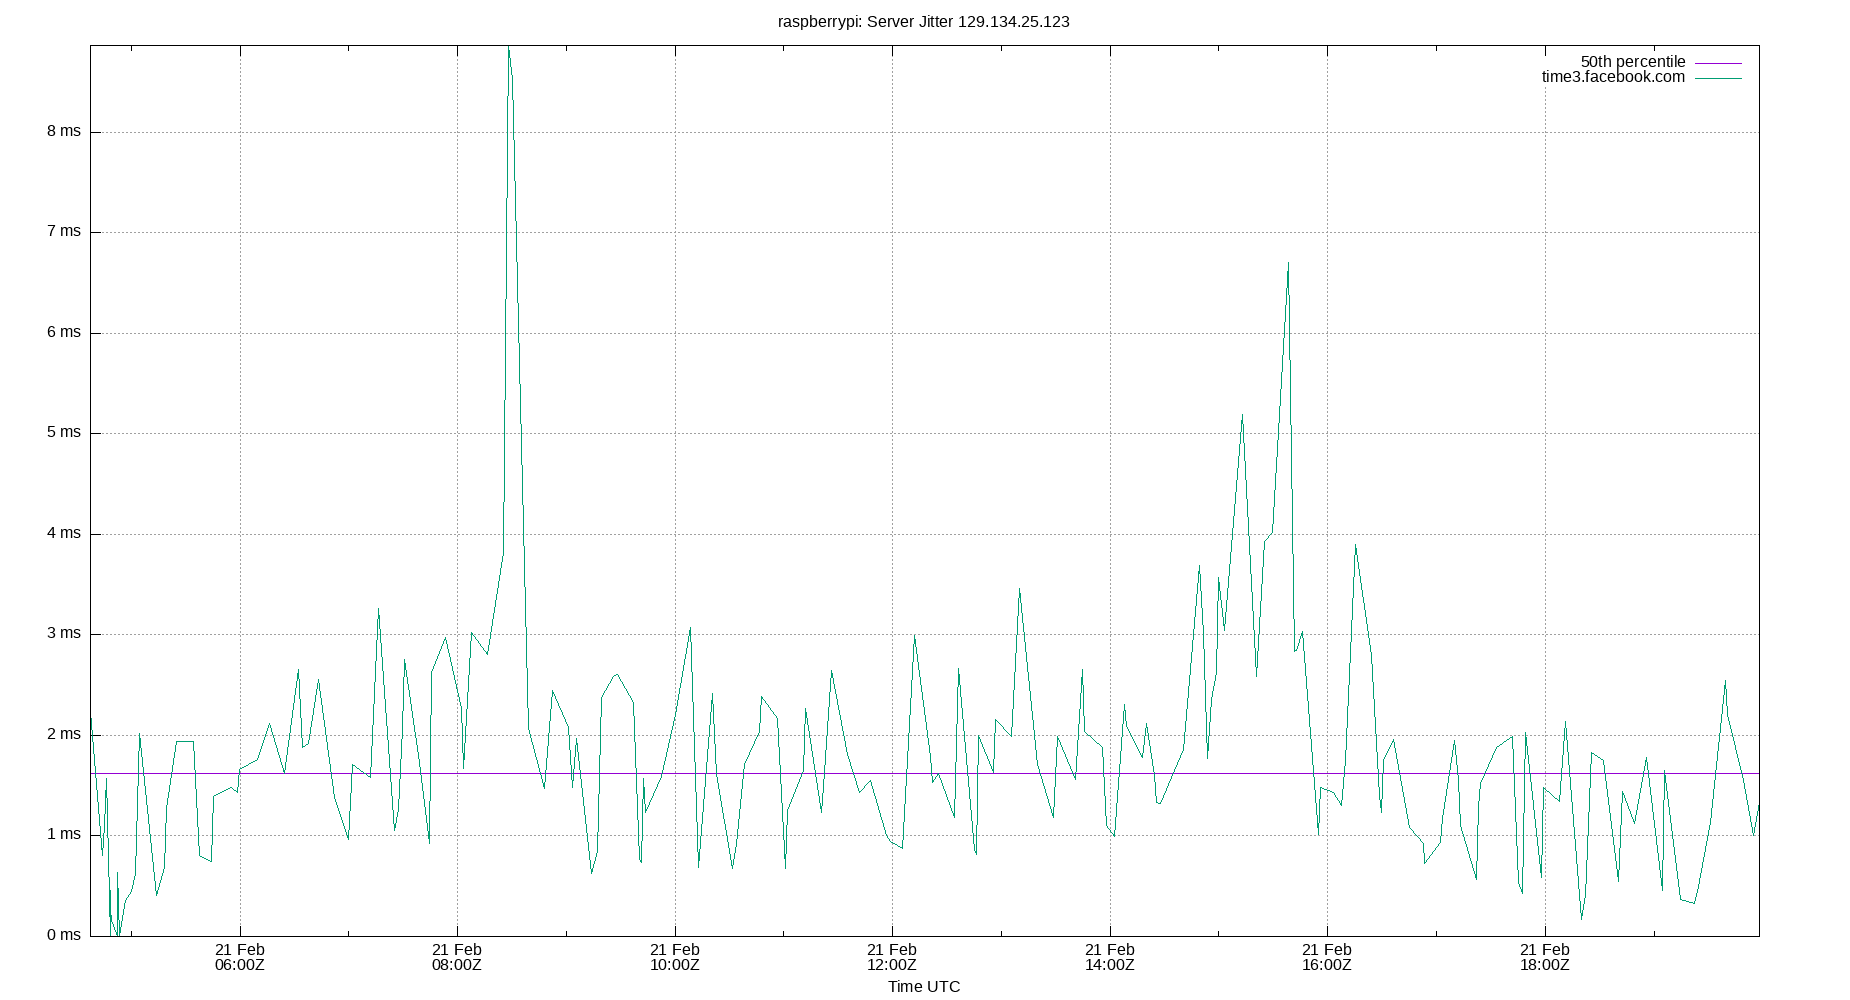 raspberrypi: Server Jitter 129.134.25.123
50th percentile
time3.facebook.com
8 ms
7 ms
6 ms
5 ms
4 ms
3 ms
2 ms
1 ms
0 ms
21 Feb 21 Feb 21 Feb 21 Feb 21 Feb 21 Feb 21 Feb
06:00Z 08:00Z 10:00Z 12:00Z 14:00Z 16:00Z 18:00Z
Time UTC